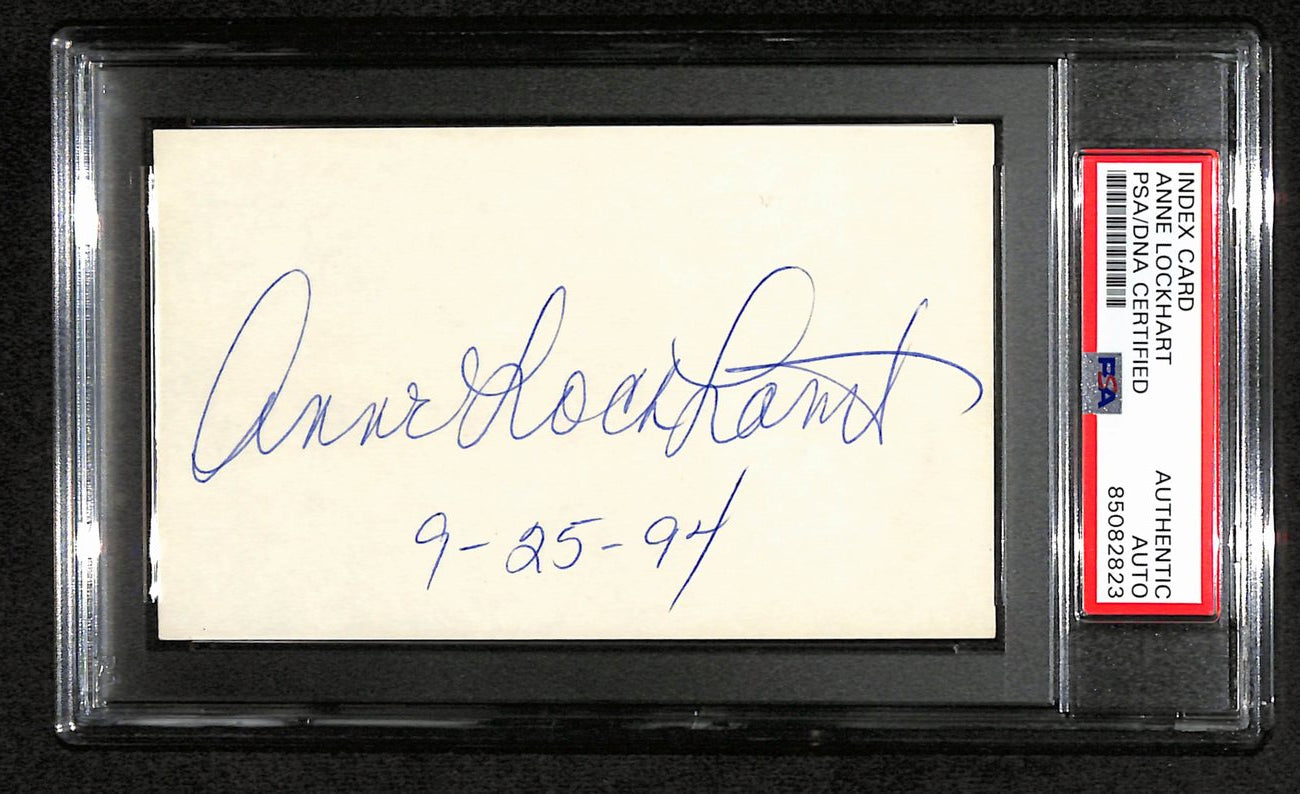 Anne Lockhart
9-25-94
INDEX CARD
ANNE LOCKHART
PSA/DNA CERTIFIED
PSA
AUTHENTIC
AUTO
85082823